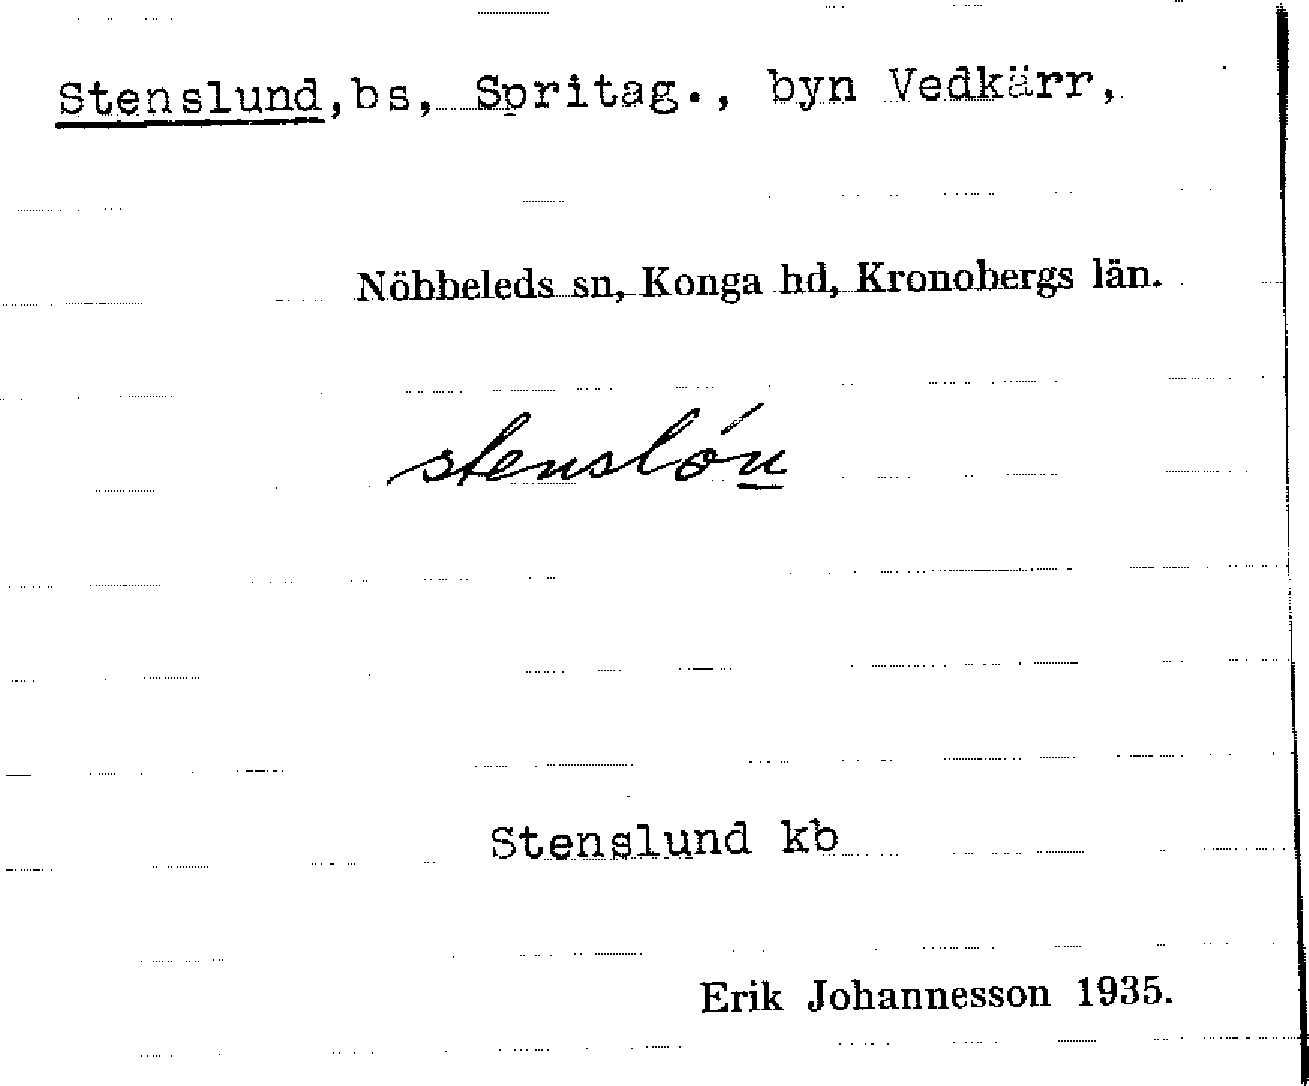 Stenslund, bs, Spritag., byn Vedkärr,
Nöbbeleds sn, Konga hd, Kronobergs län.
stenslón
Stenslund kb
Erik Johannesson 1935.